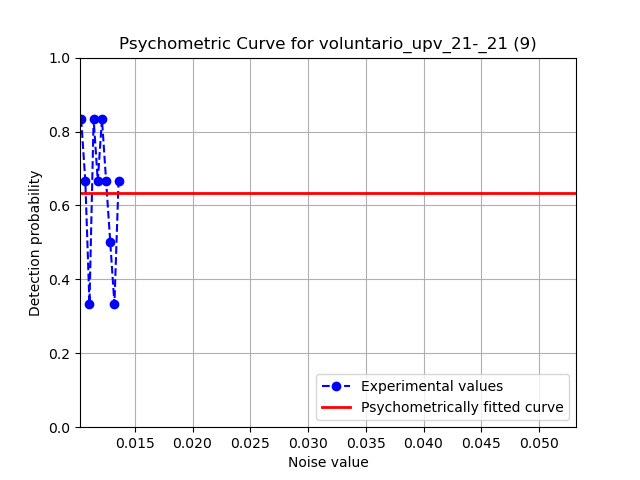 Psychometric Curve for voluntario_upv_21-_21 (9)
1.0
0.8
0.6
0.4
0.2
0.0
Detection probability
Experimental values
Psychometrically fitted curve
0.015 0.020 0.025 0.030 0.035 0.040 0.045 0.050
Noise value